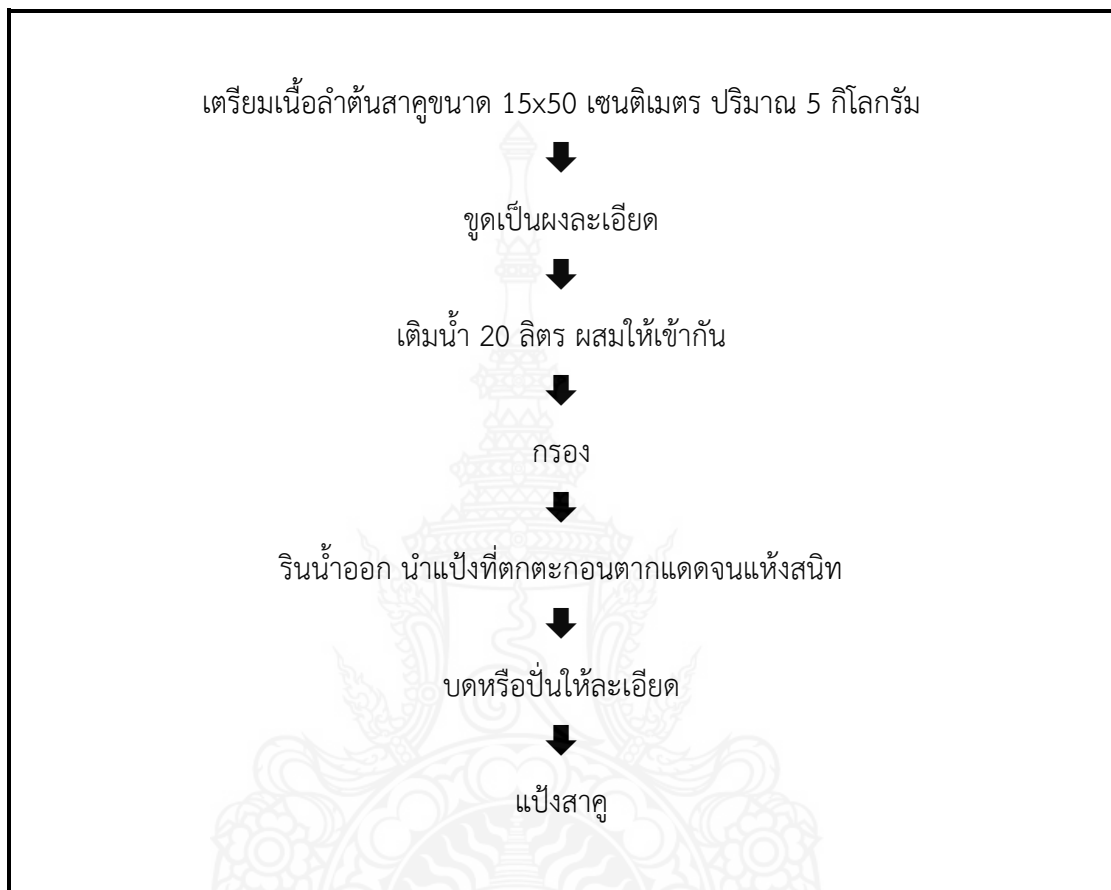 เตรียมเนื้อลำต้นสาคูขนาด 15x50 เซนติเมตร ปริมาณ 5 กิโลกรัม
ขูดเป็นผงละเอียด
เติมน้ำ 20 ลิตร ผสมให้เข้ากัน
กรอง
รินน้ำออก นำแป้งที่ตกตะกอนตากแดดจนแห้งสนิท
บดหรือปั่นให้ละเอียด
แป้งสาคู